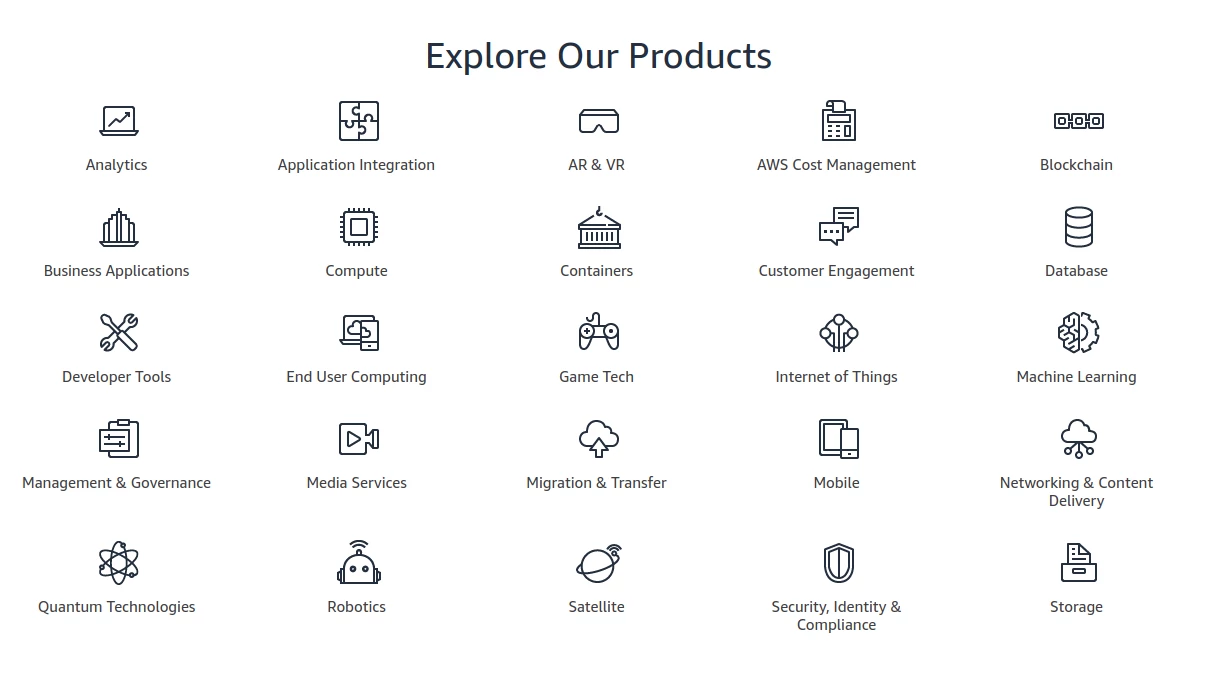 Explore Our Products
Analytics
Application Integration
AR & VR
AWS Cost Management
Blockchain
Business Applications
Compute
Containers
Customer Engagement
Database
Developer Tools
End User Computing
Game Tech
Internet of Things
Machine Learning
Management & Governance
Media Services
Migration & Transfer
Mobile
Networking & Content
Delivery
Quantum Technologies
Robotics
Satellite
Security, Identity &
Compliance
Storage